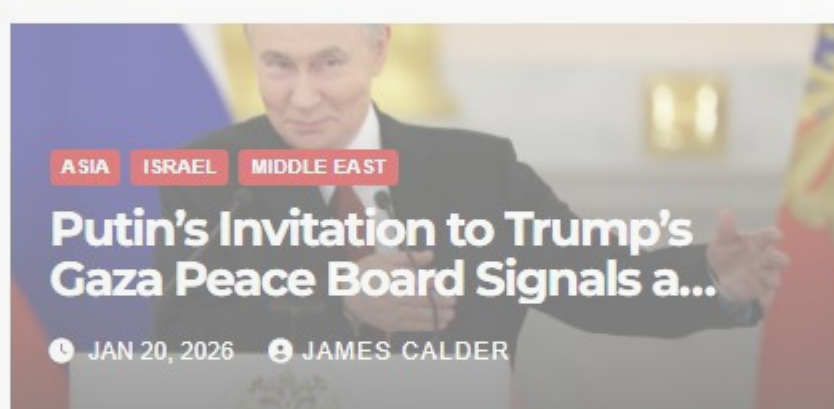 ASIA ISRAEL MIDDLE EAST
Putin's Invitation to Trump's
Gaza Peace Board Signals a...
JAN 20, 2026 JAMES CALDER